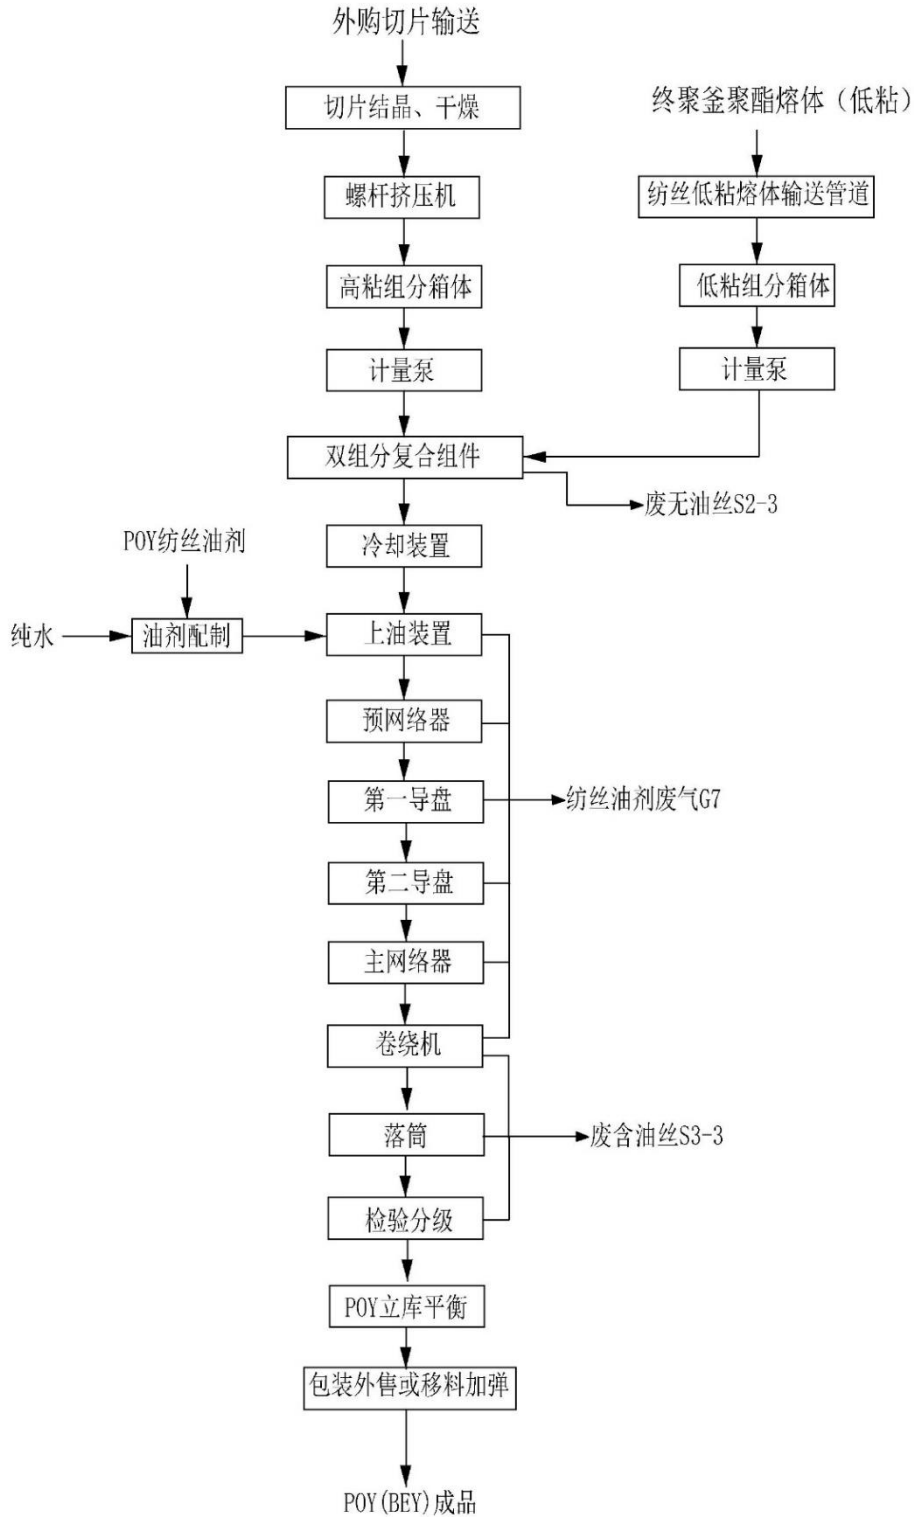 外购切片输送
切片结晶、干燥
终聚釜聚酯熔体（低粘）
螺杆挤压机
纺丝低粘熔体输送管道
高粘组分箱体
低粘组分箱体
计量泵
计量泵
双组分复合组件
废无油丝S2-3
POY纺丝油剂
冷却装置
纯水
油剂配制
上油装置
预网络器
第一导盘
纺丝油剂废气G7
第二导盘
主网络器
卷绕机
落筒
废含油丝S3-3
检验分级
POY立库平衡
包装外售或移料加弹
POY(BEY)成品